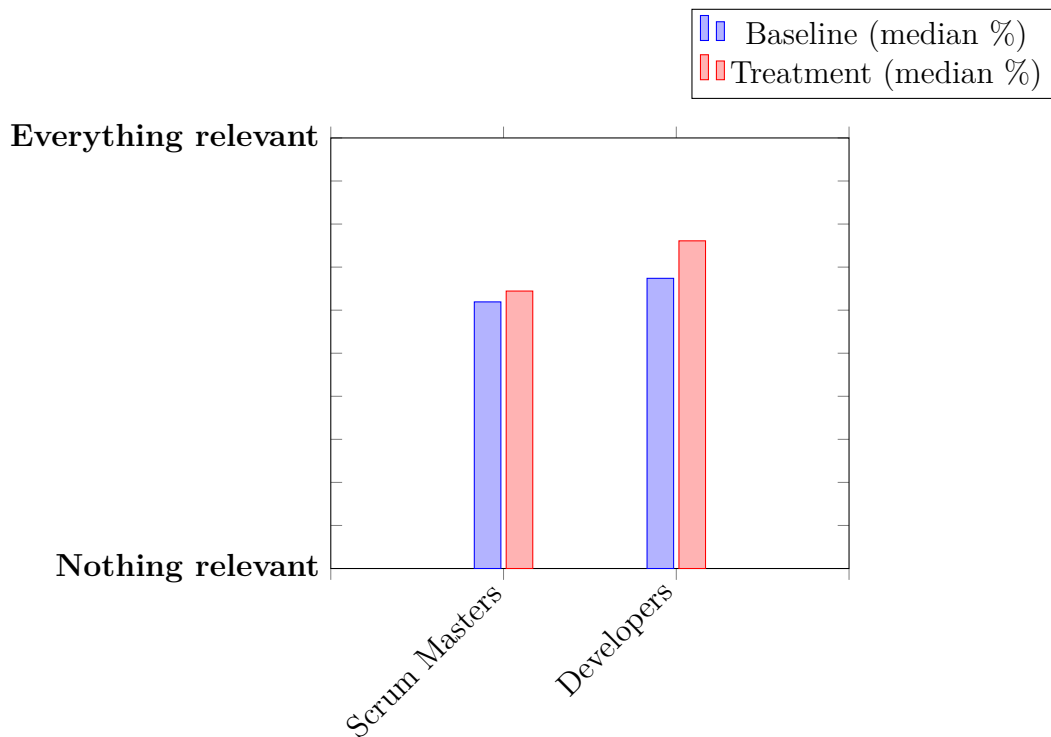 Baseline (median %)
Treatment (median %)
Everything relevant
Nothing relevant
Scrum Masters
Developers